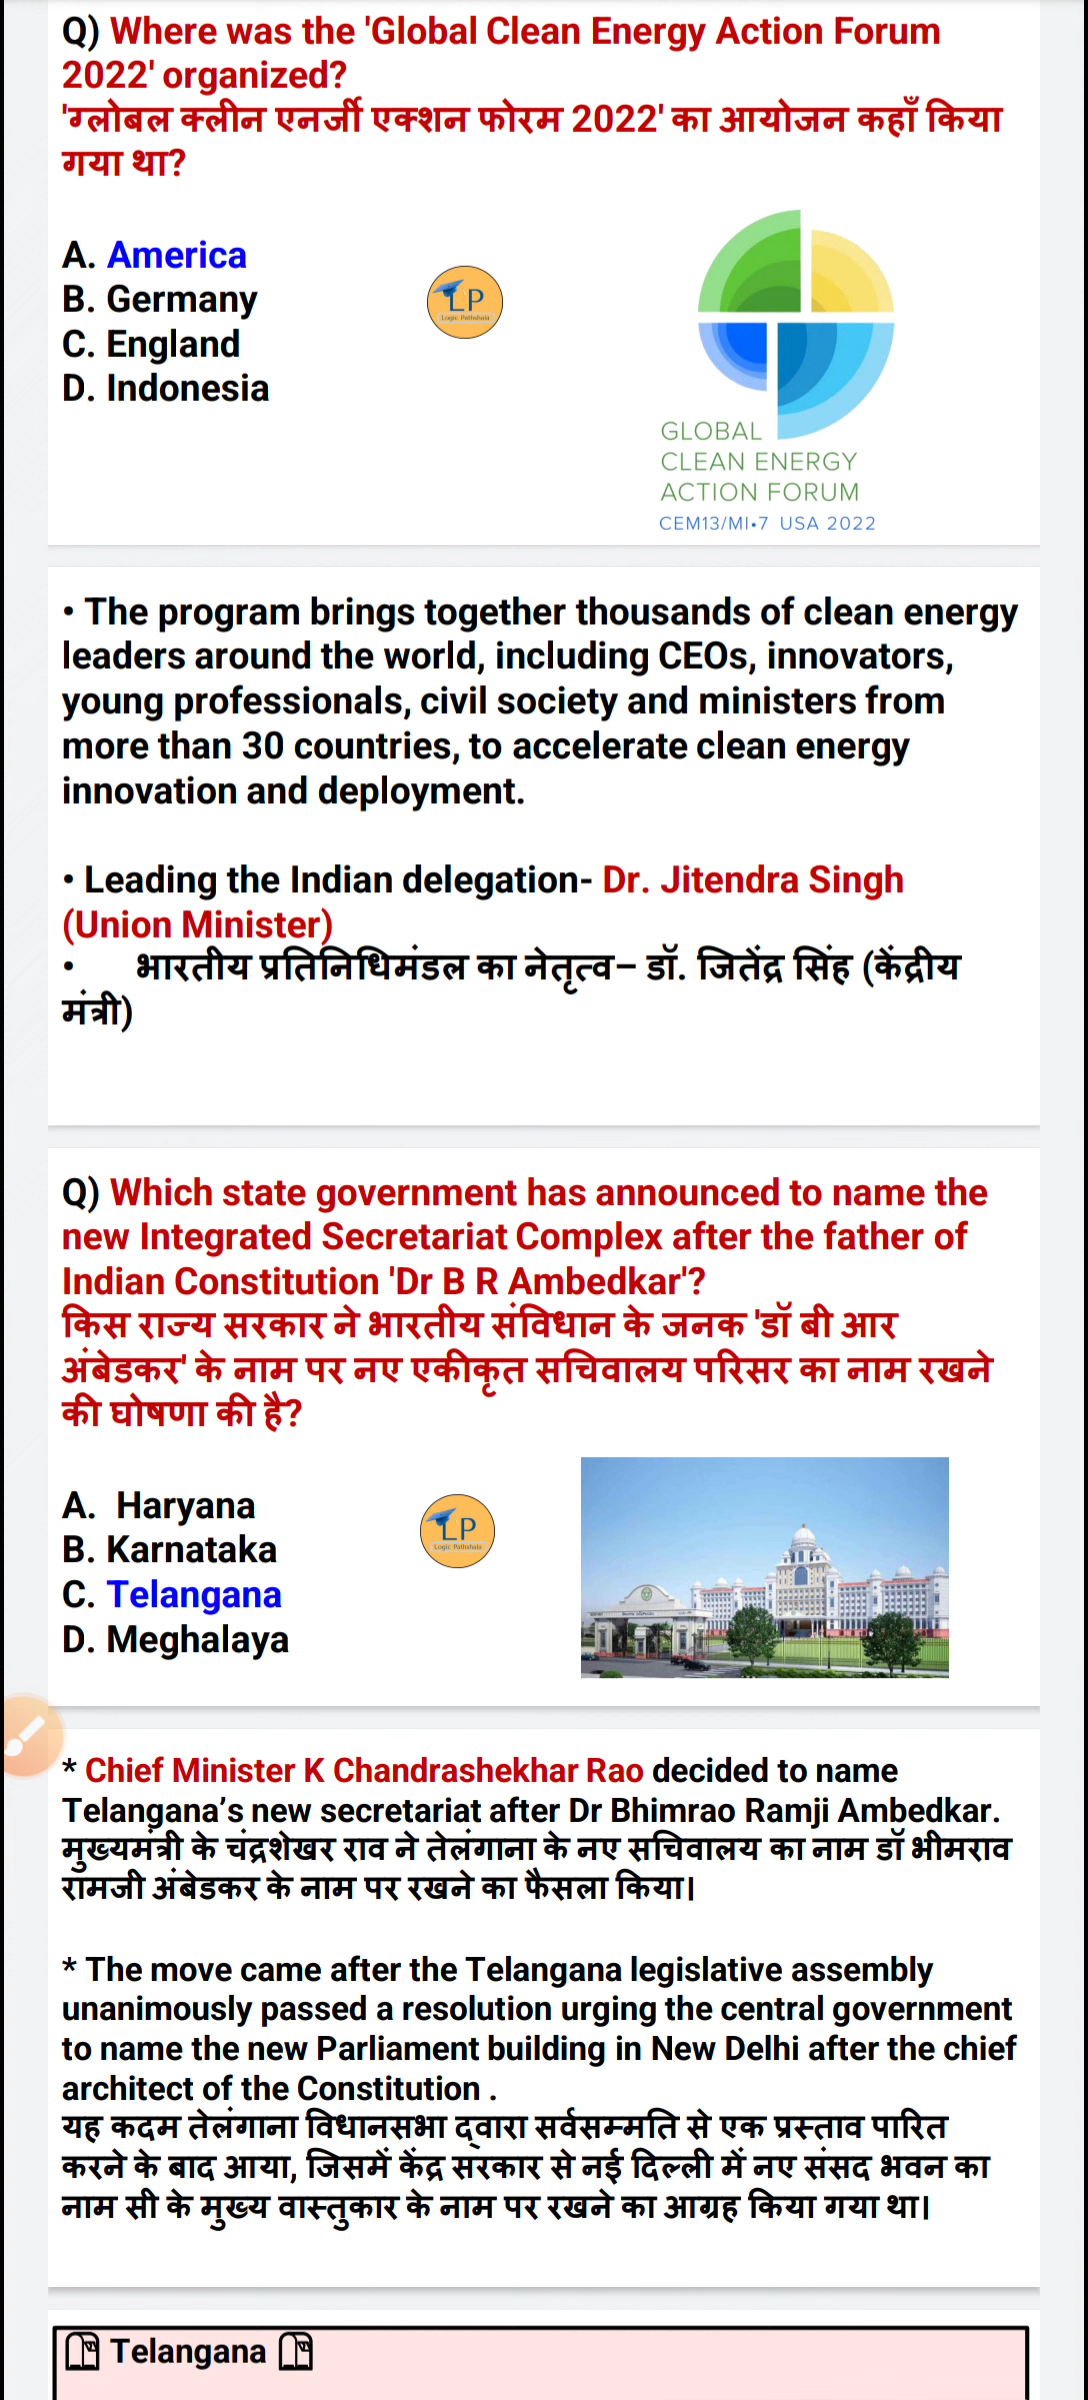 Q) Where was the 'Global Clean Energy Action Forum
2022' organized?
'ग्लोबल क्लीन एनर्जी एक्शन फोरम 2022' का आयोजन कहाँ किया
गया था?
A. America
B. Germany
C. England
D. Indonesia
LP
Logic Pathshala
GLOBAL
CLEAN ENERGY
ACTION FORUM
CEM13/MI•7 USA 2022
• The program brings together thousands of clean energy
leaders around the world, including CEOs, innovators,
young professionals, civil society and ministers from
more than 30 countries, to accelerate clean energy
innovation and deployment.
• Leading the Indian delegation- Dr. Jitendra Singh
(Union Minister)
• भारतीय प्रतिनिधिमंडल का नेतृत्व– डॉ. जितेंद्र सिंह (केंद्रीय
मंत्री)
Q) Which state government has announced to name the
new Integrated Secretariat Complex after the father of
Indian Constitution 'Dr B R Ambedkar'?
किस राज्य सरकार ने भारतीय संविधान के जनक 'डॉ बी आर
अंबेडकर' के नाम पर नए एकीकृत सचिवालय परिसर का नाम रखने
की घोषणा की है?
A. Haryana
B. Karnataka
C. Telangana
D. Meghalaya
LP
Logic Pathshala
* Chief Minister K Chandrashekhar Rao decided to name
Telangana’s new secretariat after Dr Bhimrao Ramji Ambedkar.
मुख्यमंत्री के चंद्रशेखर राव ने तेलंगाना के नए सचिवालय का नाम डॉ भीमराव
रामजी अंबेडकर के नाम पर रखने का फैसला किया।
* The move came after the Telangana legislative assembly
unanimously passed a resolution urging the central government
to name the new Parliament building in New Delhi after the chief
architect of the Constitution .
यह कदम तेलंगाना विधानसभा द्वारा सर्वसम्मति से एक प्रस्ताव पारित
करने के बाद आया, जिसमें केंद्र सरकार से नई दिल्ली में नए संसद भवन का
नाम सी के मुख्य वास्तुकार के नाम पर रखने का आग्रह किया गया था।
Telangana